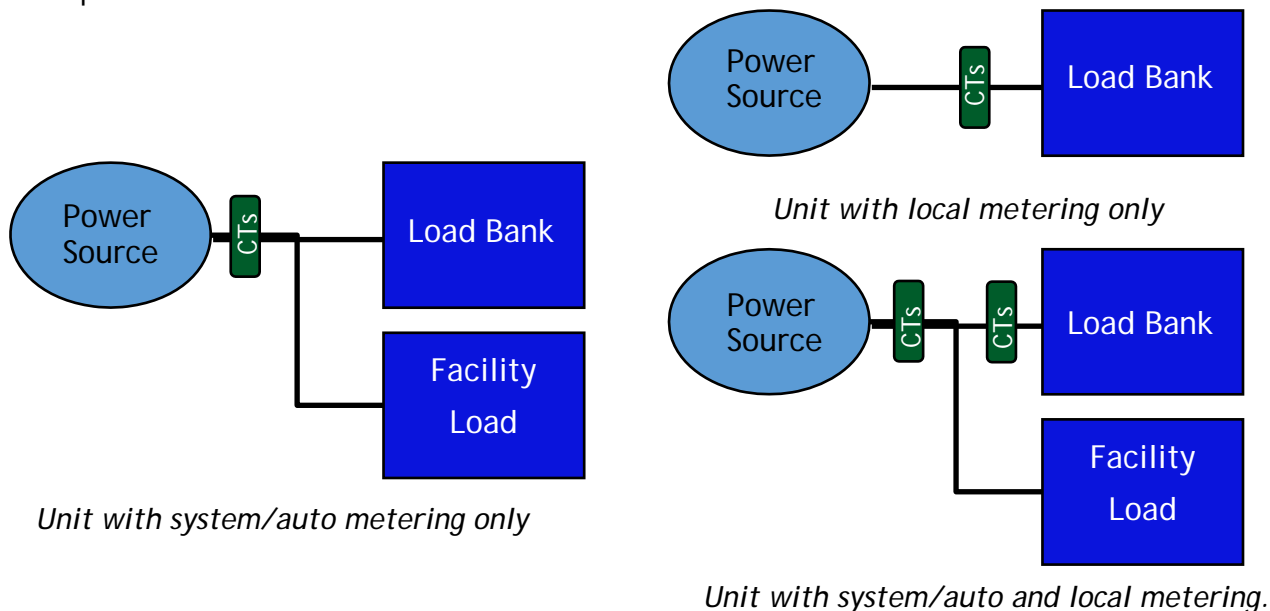 Power
Source
CTs
Load Bank
Facility
Load
Unit with system/auto metering only
Power
Source
CTs
Load Bank
Unit with local metering only
Power
Source
CTs
CTs
Load Bank
Facility
Load
Unit with system/auto and local metering.